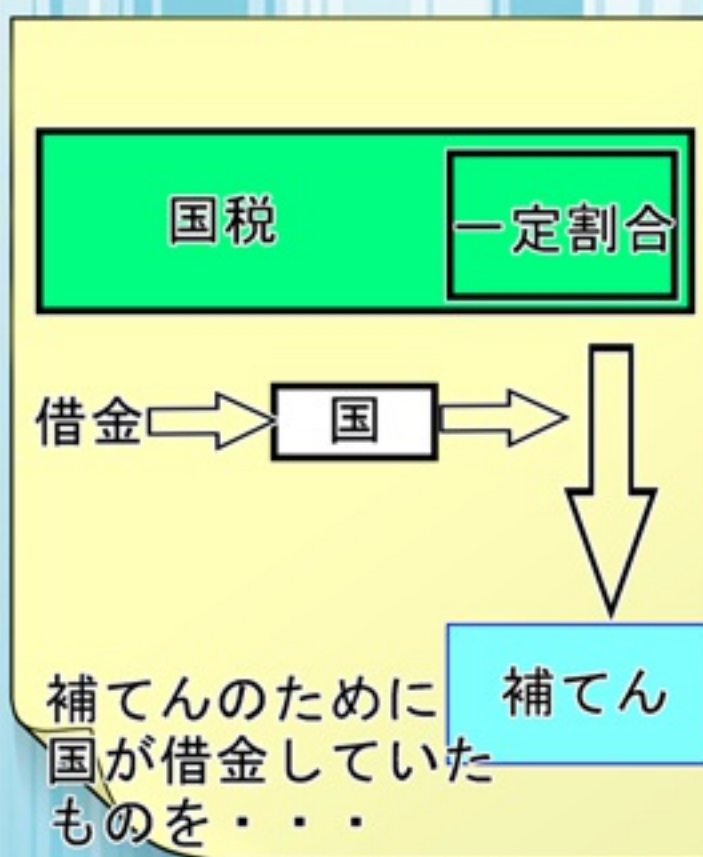 国税
一定割合
借金
国
補てん
補てんのために
国が借金していた
ものを・・・